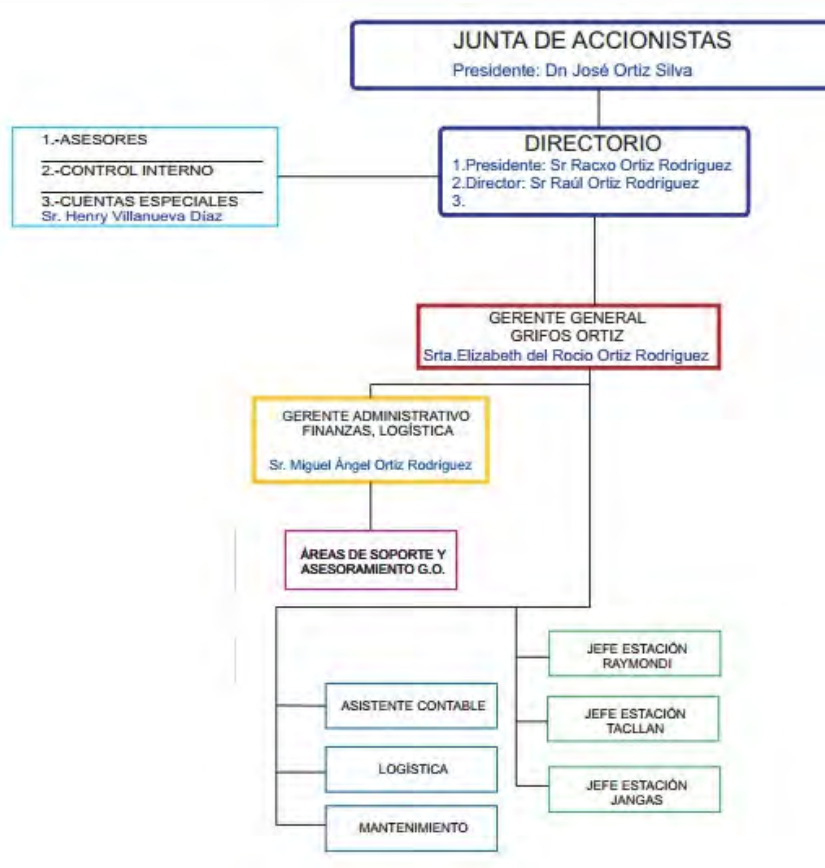 JUNTA DE ACCIONISTAS
Presidente: Dn José Ortiz Silva
1.-ASESORES
2.-CONTROL INTERNO
3.-CUENTAS ESPECIALES
Sr. Henry Villanueva Díaz
DIRECTORIO
1.Presidente: Sr Racxo Ortiz Rodriguez
2.Director: Sr Raúl Ortiz Rodriguez
3.
GERENTE GENERAL
GRIFOS ORTIZ
Srta.Elizabeth del Rocio Ortiz Rodriguez
GERENTE ADMINISTRATIVO
FINANZAS, LOGÍSTICA
Sr. Miguel Ángel Ortiz Rodriguez
ÁREAS DE SOPORTE Y
ASESORAMIENTO G.O.
ASISTENTE CONTABLE
LOGÍSTICA
MANTENIMIENTO
JEFE ESTACIÓN
RAYMONDI
JEFE ESTACIÓN
TACLLAN
JEFE ESTACIÓN
JANGAS